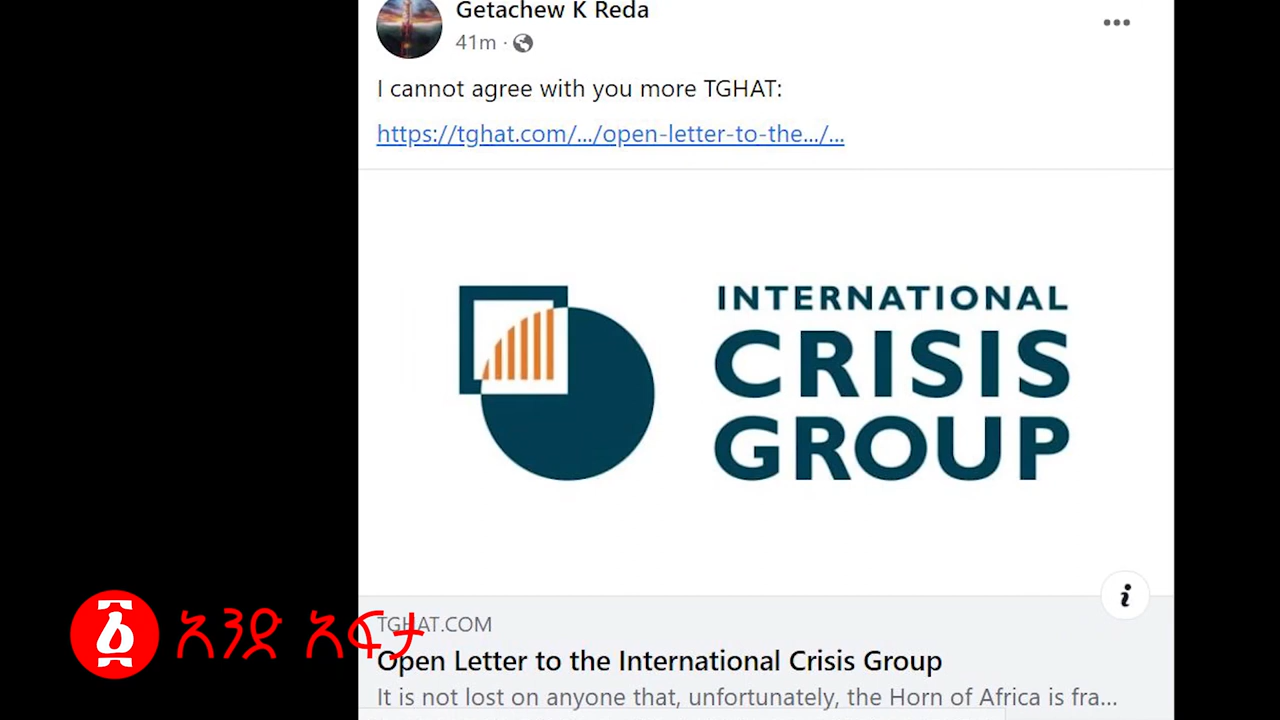 Getachew K Reda
41m ·
I cannot agree with you more TGHAT:
https://tghat.com/.../open-letter-to-the.../...
INTERNATIONAL
CRISIS
GROUP
i
TGHAT.COM
Open Letter to the International Crisis Group
It is not lost on anyone that, unfortunately, the Horn of Africa is fra...
አንድ አፍታ